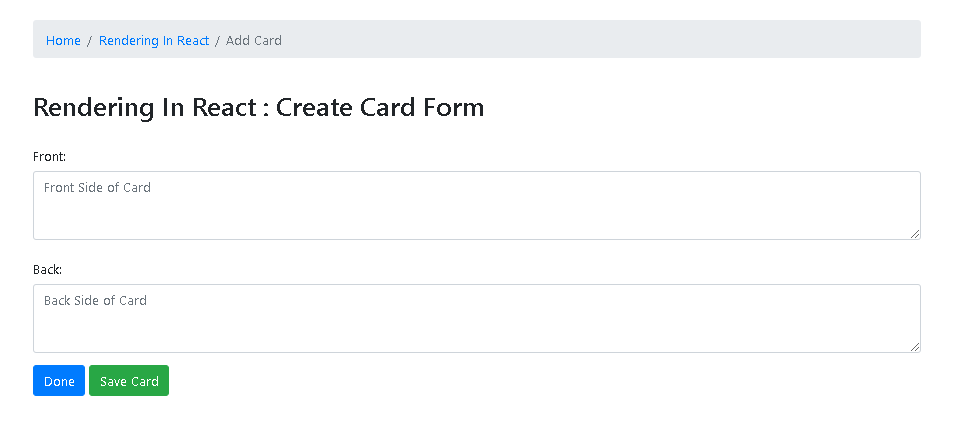 Home / Rendering In React / Add Card
Rendering In React : Create Card Form
Front:
Front Side of Card
Back:
Back Side of Card
Done Save Card